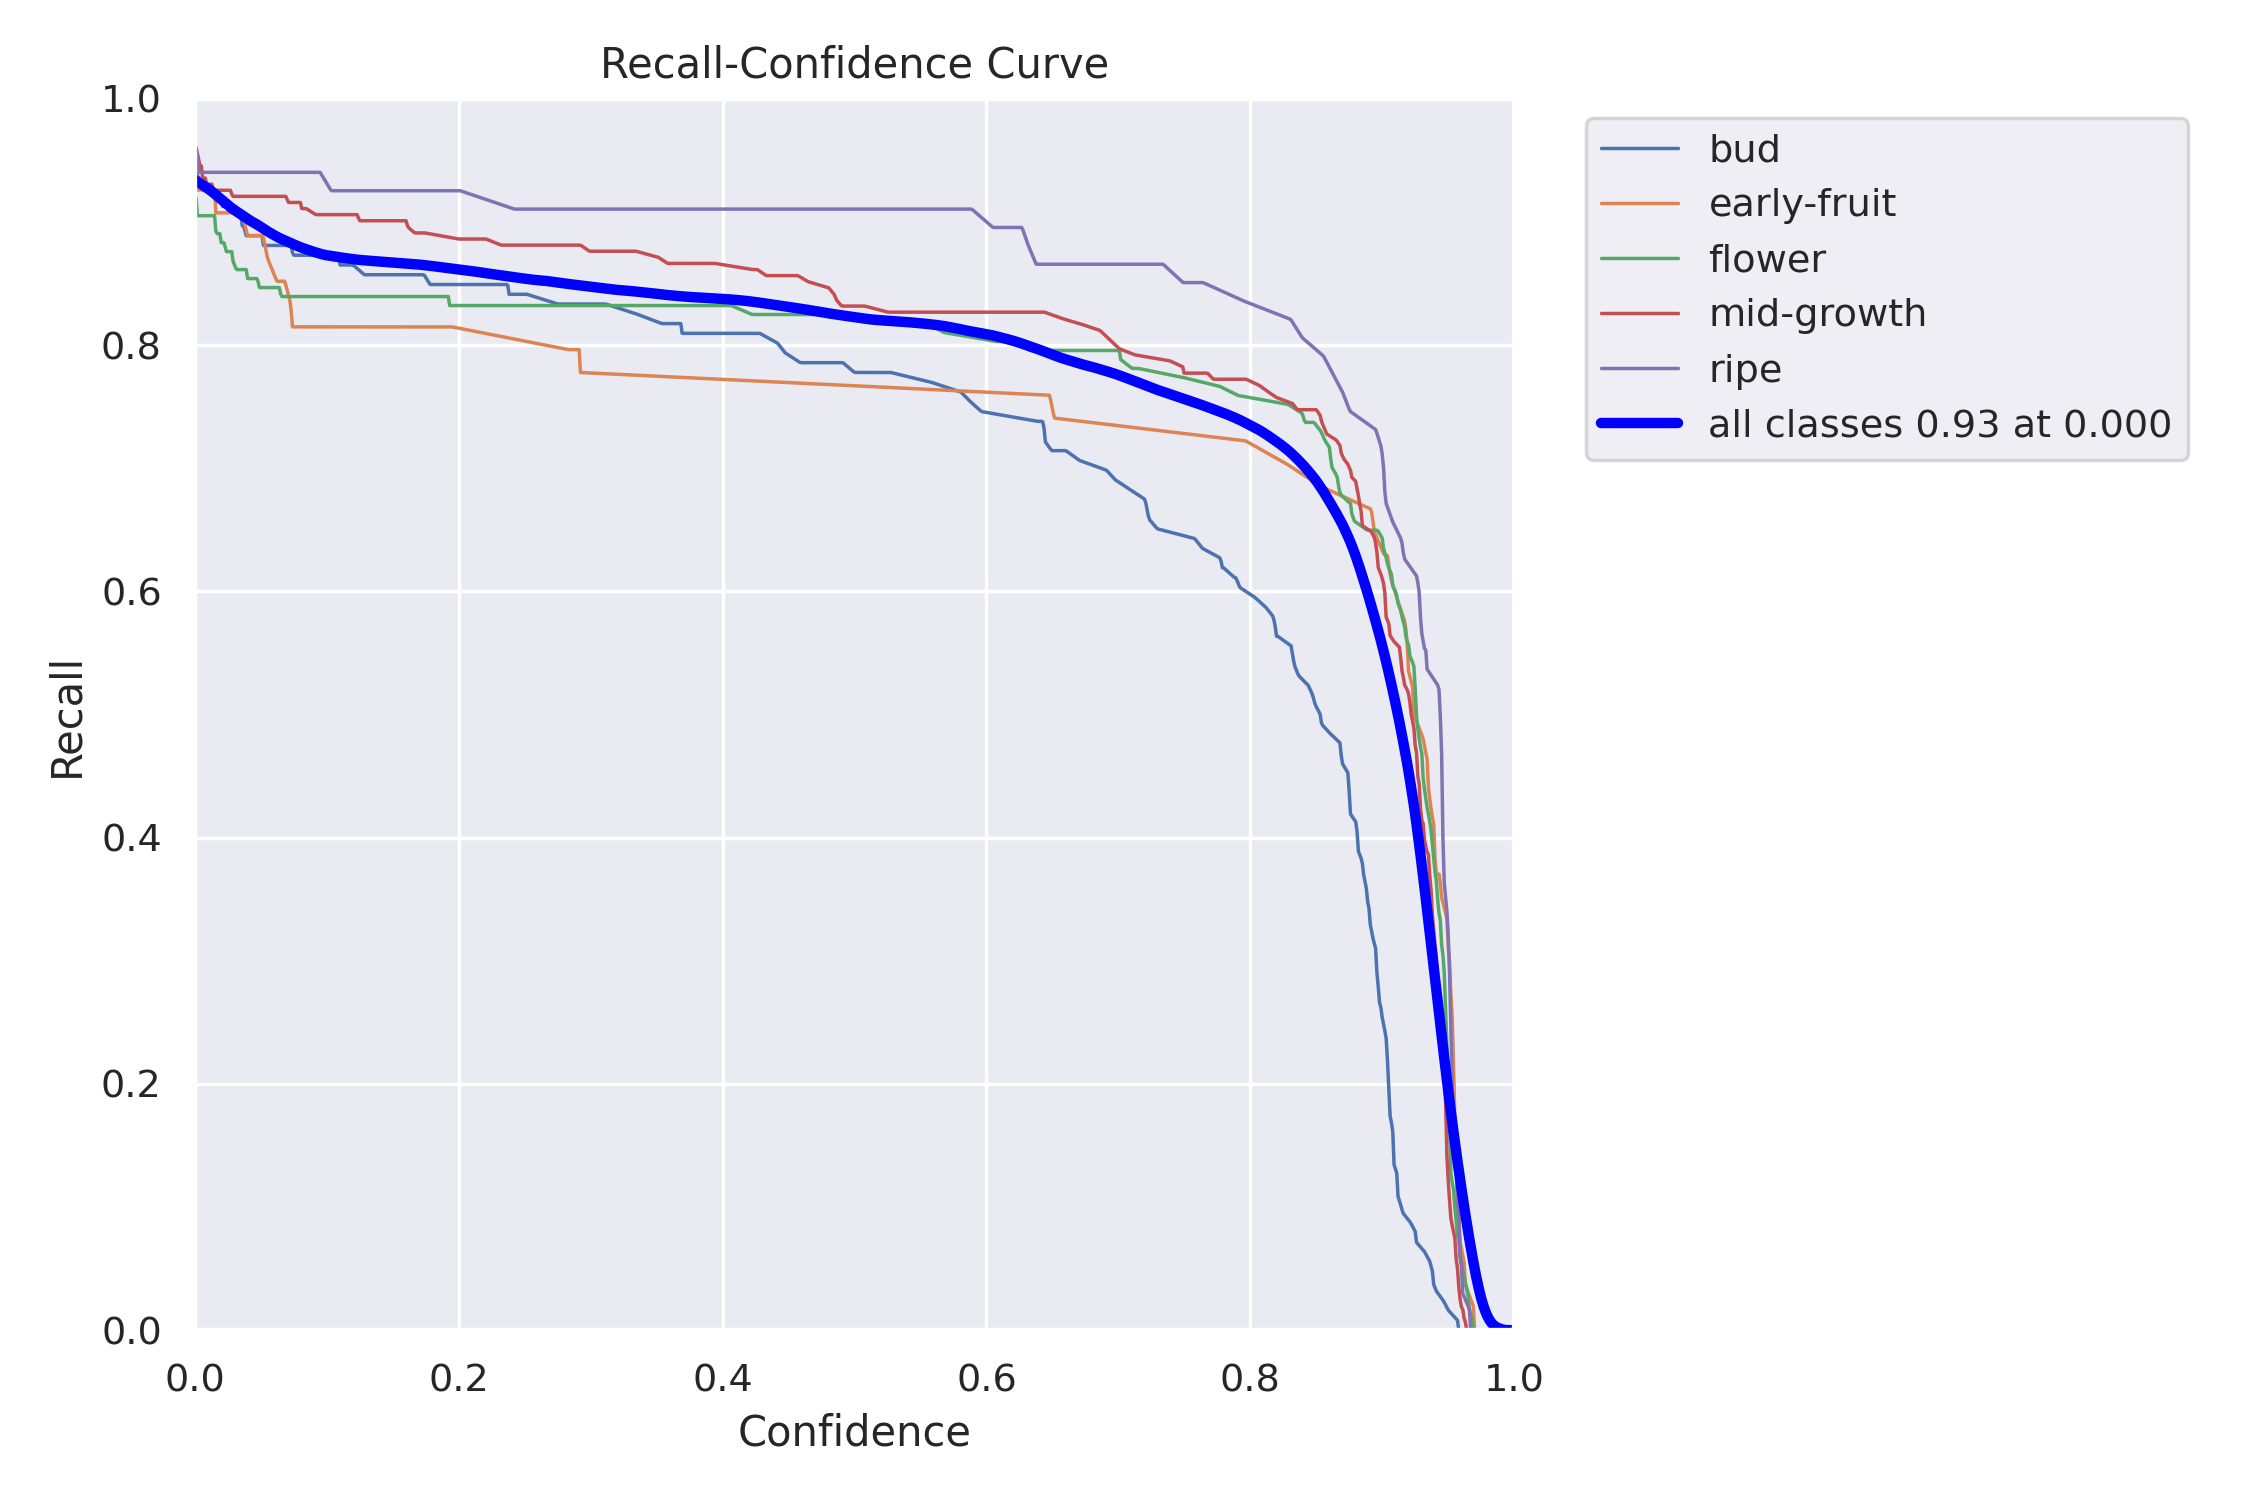 Recall-Confidence Curve
1.0
0.8
0.6
0.4
0.2
0.0
Recall
0.0 0.2 0.4 0.6 0.8 1.0
Confidence
bud
early-fruit
flower
mid-growth
ripe
all classes 0.93 at 0.000